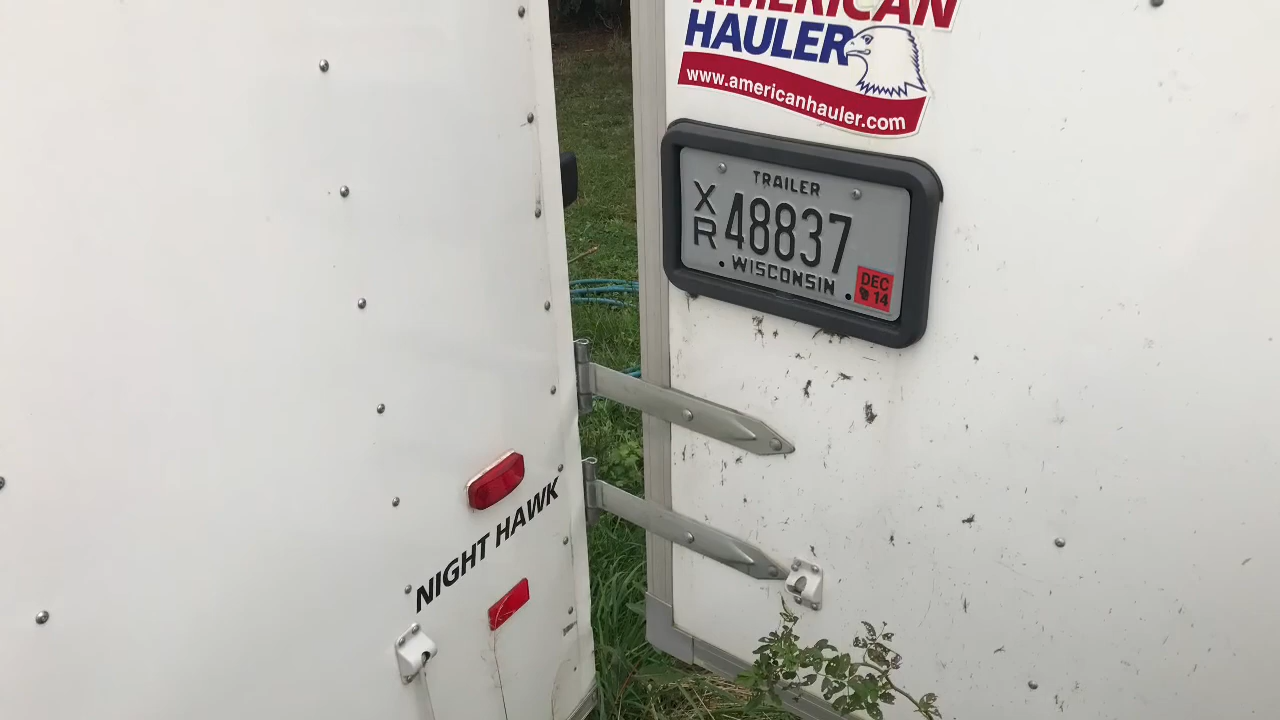 AMERICAN
HAULER
www.americanhauler.com
TRAILER
XR 48837
WISCONSIN
DEC
14
NIGHT HAWK